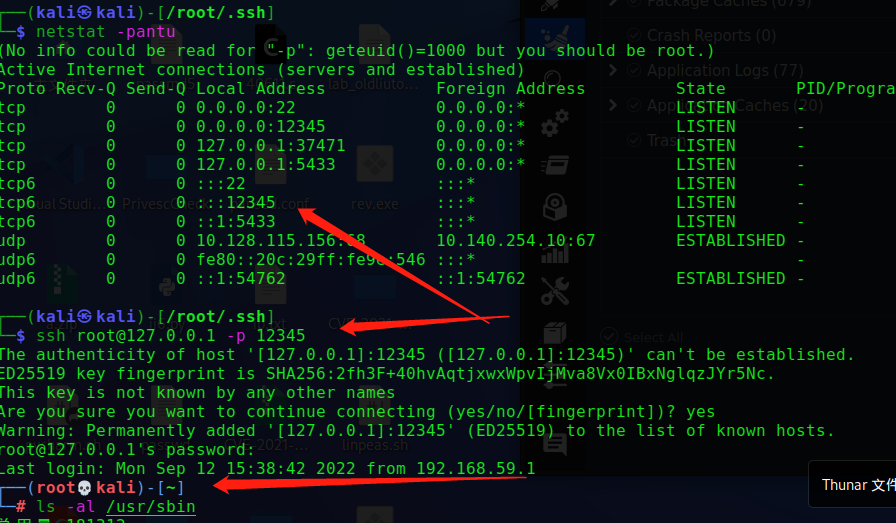 ┌──(kali㉿kali)-[/root/.ssh]
└─$ netstat -pantu
(No info could be read for "-p": geteuid()=1000 but you should be root.)
Active Internet connections (servers and established)
Proto Recv-Q Send-Q Local Address           Foreign Address         State       PID/Progra
tcp        0      0 0.0.0.0:22              0.0.0.0:*               LISTEN      -
tcp        0      0 0.0.0.0:12345           0.0.0.0:*               LISTEN      -
tcp        0      0 127.0.0.1:37471         0.0.0.0:*               LISTEN      -
tcp        0      0 127.0.0.1:5433          0.0.0.0:*               LISTEN      -
tcp6       0      0 :::22                   :::*                    LISTEN      -
tcp6       0      0 :::12345                :::*                    LISTEN      -
tcp6       0      0 ::1:5433                :::*                    LISTEN      -
udp        0      0 10.128.115.156:68       10.140.254.10:67        ESTABLISHED -
udp6       0      0 fe80::20c:29ff:fe9e:546 :::*                                -
udp6       0      0 ::1:54762               ::1:54762               ESTABLISHED -
┌──(kali㉿kali)-[/root/.ssh]
└─$ ssh root@127.0.0.1 -p 12345
The authenticity of host '[127.0.0.1]:12345 ([127.0.0.1]:12345)' can't be established.
ED25519 key fingerprint is SHA256:2fh3F+40hvAqtjxwxWpvIjMva8Vx0IBxNglqzJYr5Nc.
This key is not known by any other names
Are you sure you want to continue connecting (yes/no/[fingerprint])? yes
Warning: Permanently added '[127.0.0.1]:12345' (ED25519) to the list of known hosts.
root@127.0.0.1's password:
Last login: Mon Sep 12 15:38:42 2022 from 192.168.59.1
┌──(root💀kali)-[~]
└─# ls -al /usr/sbin
Package Caches (679)
Crash Reports (0)
Application Logs (77)
Application Caches (20)
Trash
Select All
rev.exe
linpeas.sh
Thunar 文件